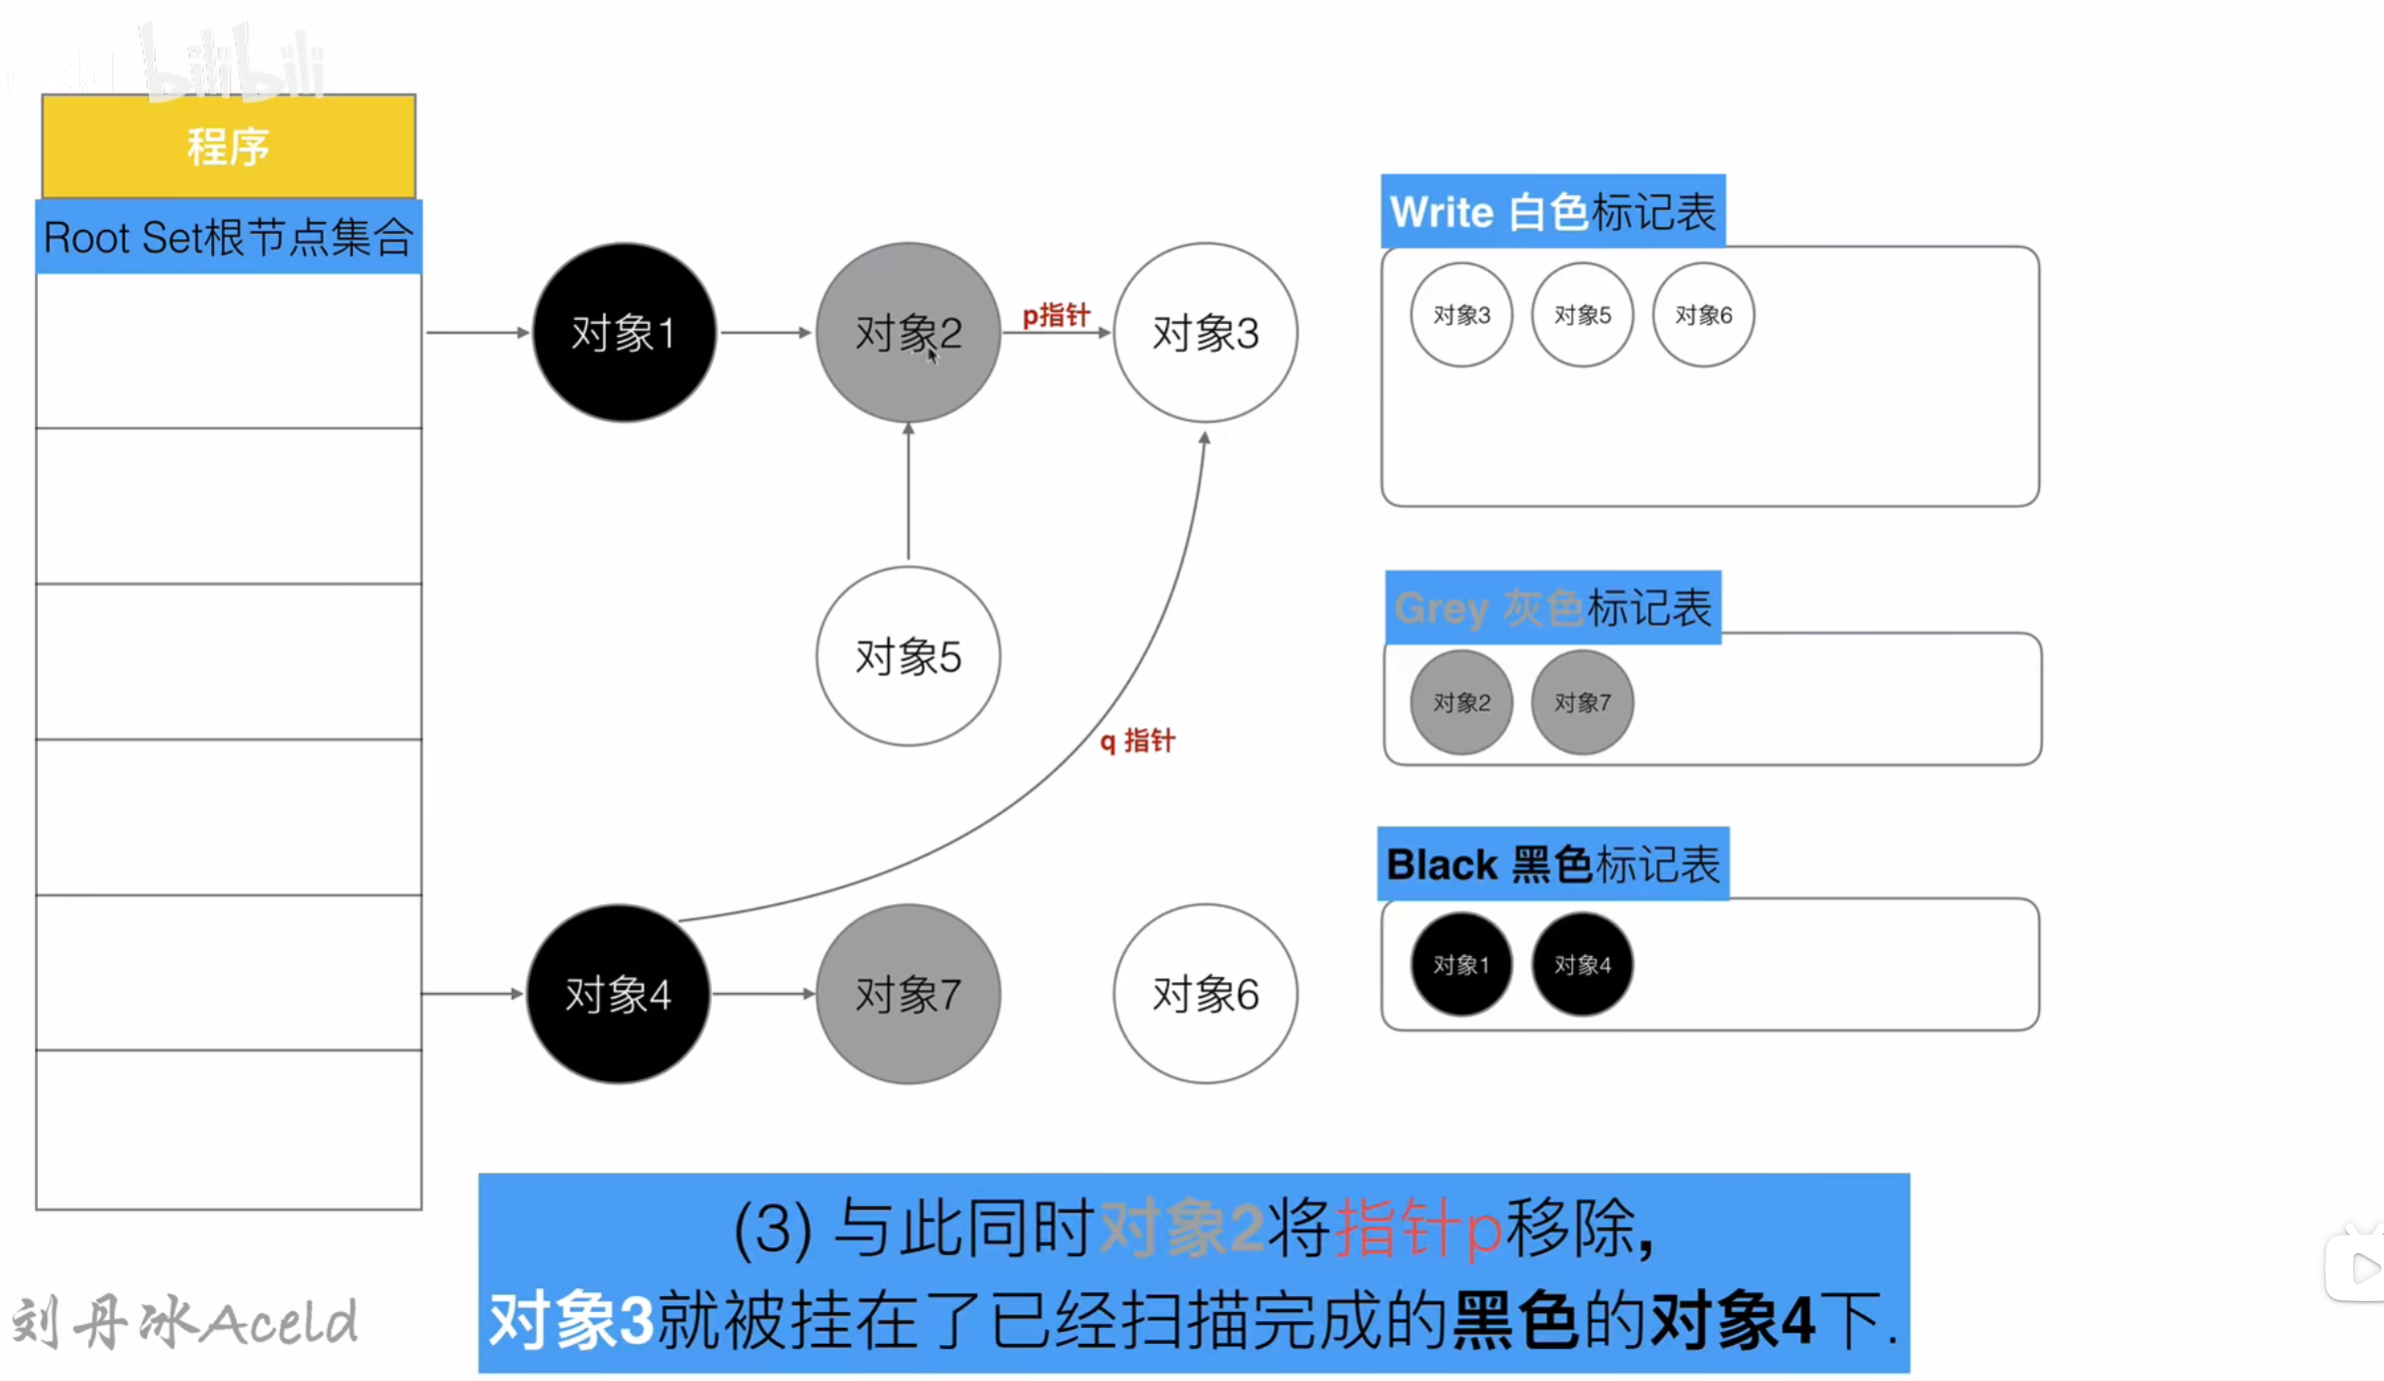 bilibili
程序
Root Set根节点集合
对象1
对象2
p指针
对象3
对象5
q 指针
对象4
对象7
对象6
Write 白色标记表
对象3
对象5
对象6
Grey 灰色标记表
对象2
对象7
Black 黑色标记表
对象1
对象4
(3) 与此同时对象2将指针p移除,
对象3就被挂在了已经扫描完成的黑色的对象4下.
刘丹冰Aceld